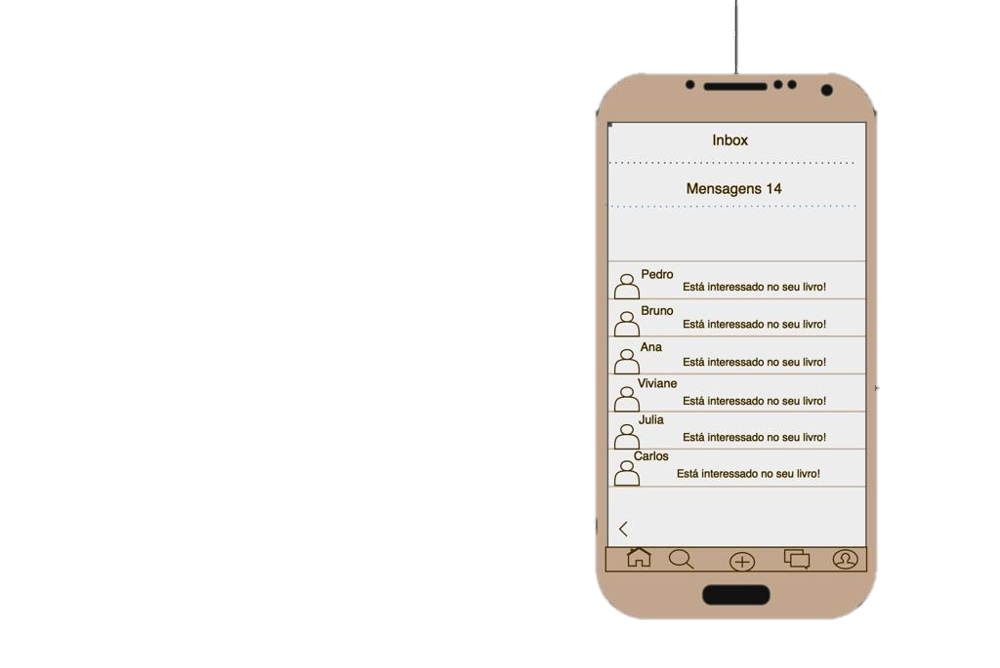 Inbox
Mensagens 14
Pedro
Está interessado no seu livro!
Bruno
Está interessado no seu livro!
Ana
Está interessado no seu livro!
Viviane
Está interessado no seu livro!
Julia
Está interessado no seu livro!
Carlos
Está interessado no seu livro!